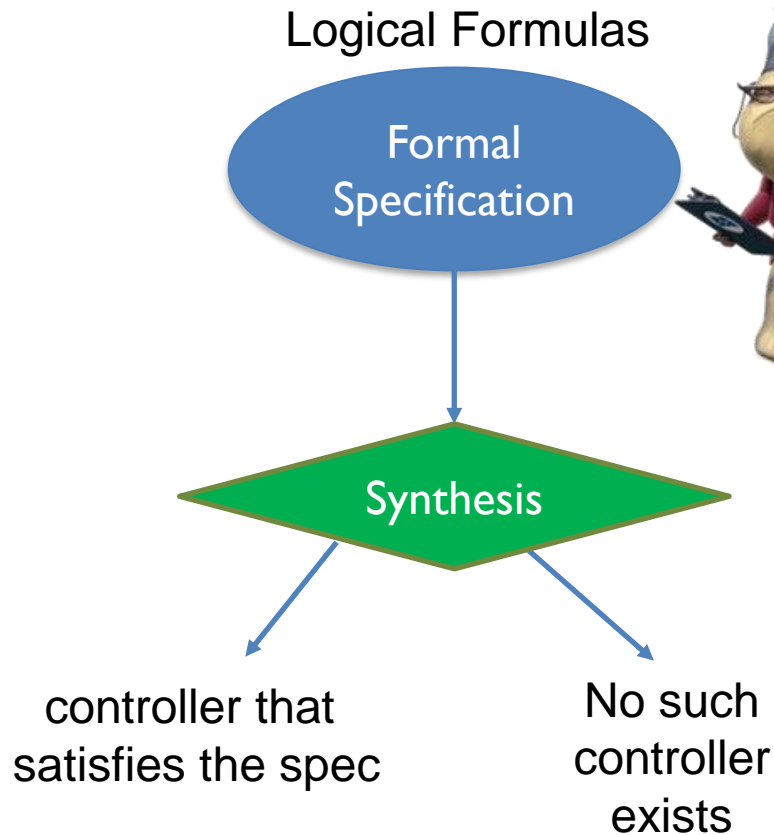 Logical Formulas
Formal
Specification
Synthesis
controller that
satisfies the spec
No such
controller
exists